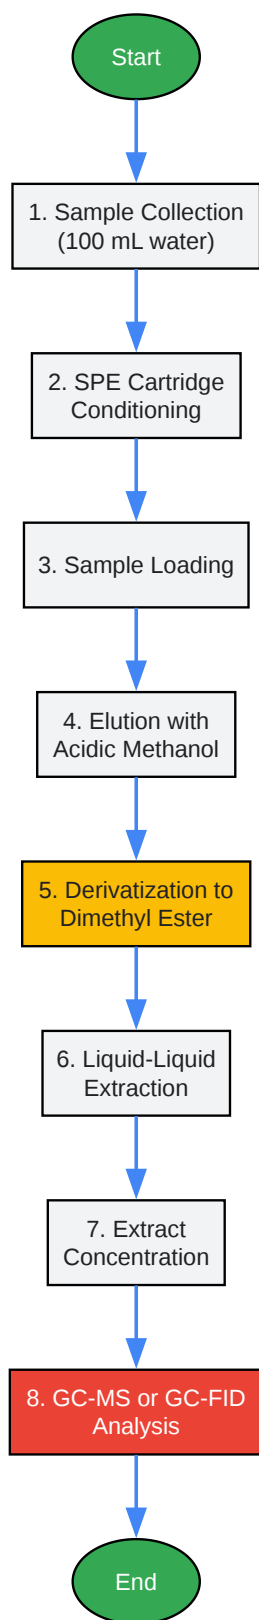 Start
1. Sample Collection
(100 mL water)
2. SPE Cartridge
Conditioning
3. Sample Loading
4. Elution with
Acidic Methanol
5. Derivatization to
Dimethyl Ester
6. Liquid-Liquid
Extraction
7. Extract
Concentration
8. GC-MS or GC-FID
Analysis
End